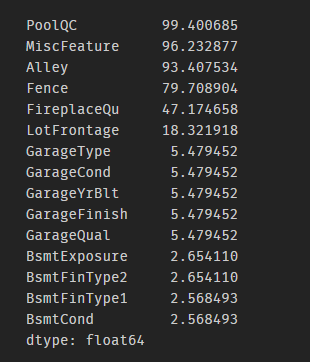 PoolQC 99.400685
MiscFeature 96.232877
Alley 93.407534
Fence 79.708904
FireplaceQu 47.174658
LotFrontage 18.321918
GarageType 5.479452
GarageCond 5.479452
GarageYrBlt 5.479452
GarageFinish 5.479452
GarageQual 5.479452
BsmtExposure 2.654110
BsmtFinType2 2.654110
BsmtFinType1 2.568493
BsmtCond 2.568493
dtype: float64